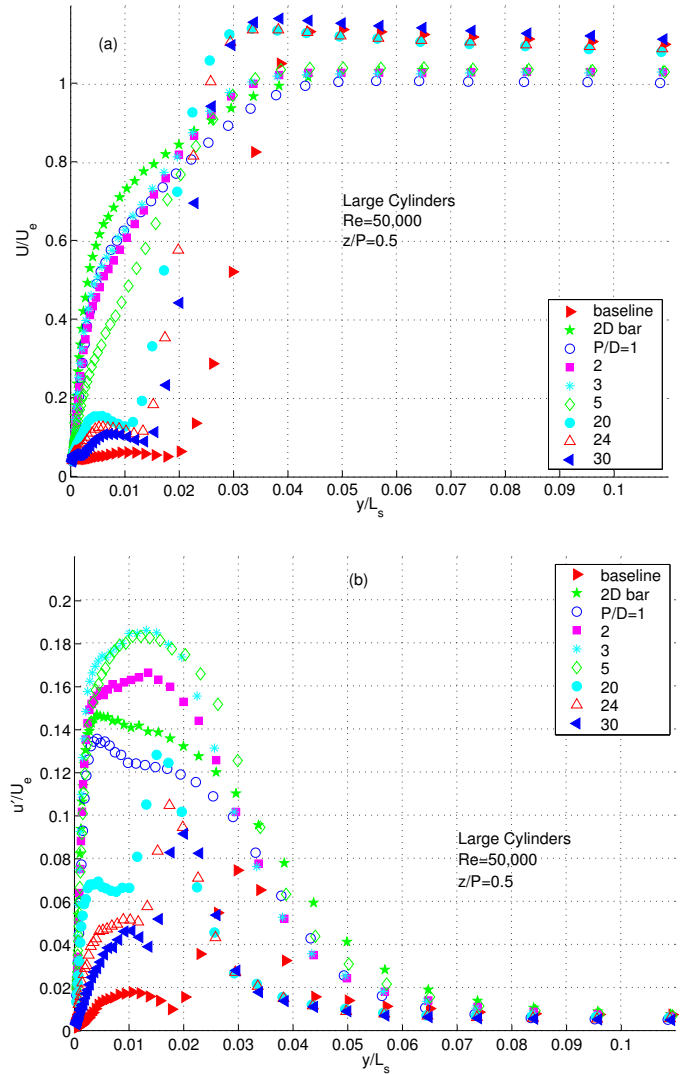 (a)
1
0.8
0.6
0.4
0.2
0
U/Ue
Large Cylinders
Re=50,000
z/P=0.5
baseline
2D bar
P/D=1
2
3
5
20
24
30
0 0.01 0.02 0.03 0.04 0.05 0.06 0.07 0.08 0.09 0.1
y/Ls
(b)
0.2
0.18
0.16
0.14
0.12
0.1
0.08
0.06
0.04
0.02
0
u'/Ue
baseline
2D bar
P/D=1
2
3
5
20
24
30
Large Cylinders
Re=50,000
z/P=0.5
0 0.01 0.02 0.03 0.04 0.05 0.06 0.07 0.08 0.09 0.1
y/Ls